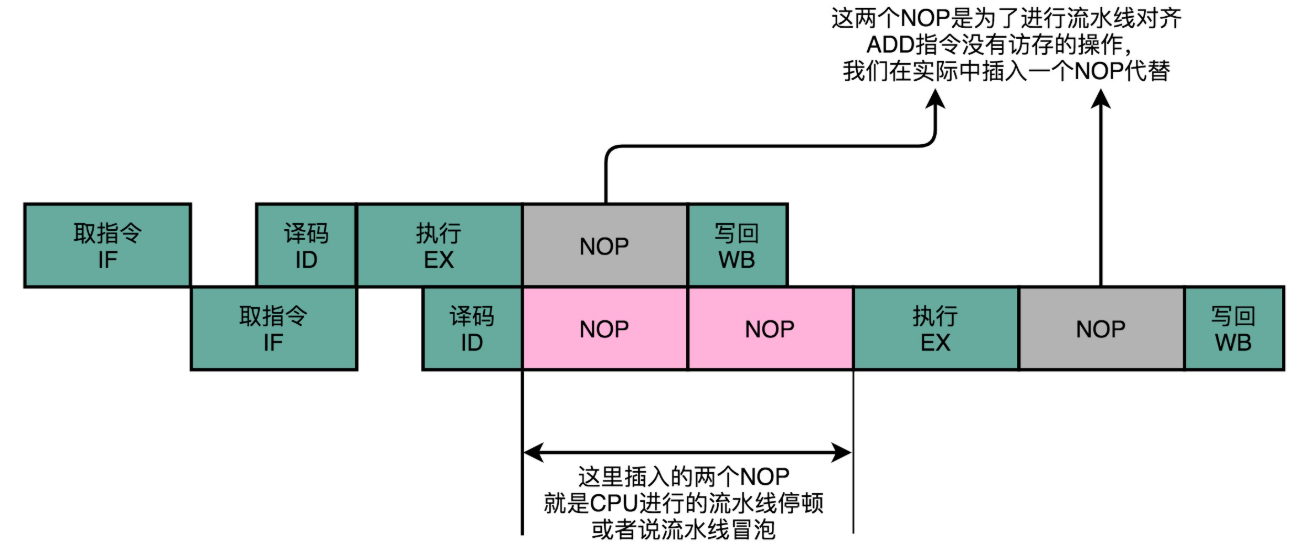 这两个NOP是为了进行流水线对齐
ADD指令没有访存的操作，
我们在实际中插入一个NOP代替
取指令
IF
译码
ID
执行
EX
NOP
写回
WB
取指令
IF
译码
ID
NOP
NOP
执行
EX
NOP
写回
WB
这里插入的两个NOP
就是CPU进行的流水线停顿
或者说流水线冒泡